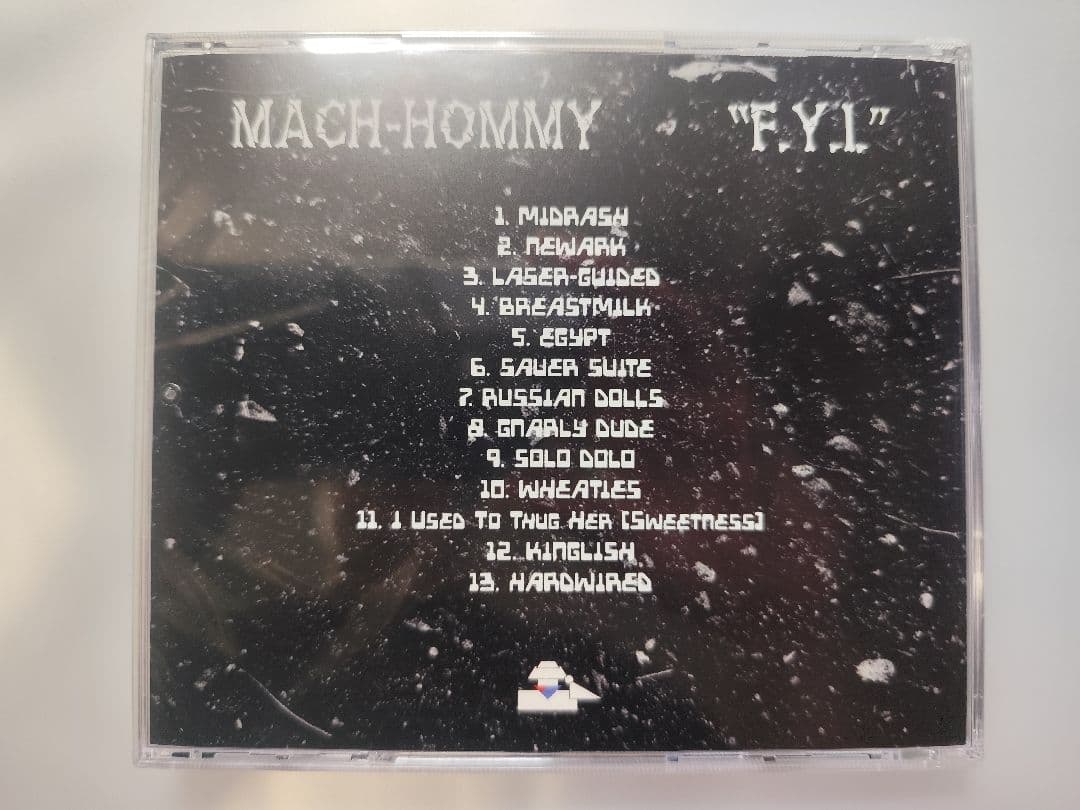 MACH-HOMMY "F.Y.I."
1. MIDRASH
2. NEWARK
3. LASER-GUIDED
4. BREASTMILK
5. EGYPT
6. SAUER SUITE
7. RUSSIAN DOLLS
8. GNARLY DUDE
9. SOLO DOLO
10. WHEATIES
11. I USED TO THUG HER [SWEETNESS]
12. KINGLISH
13. HARDWIRED